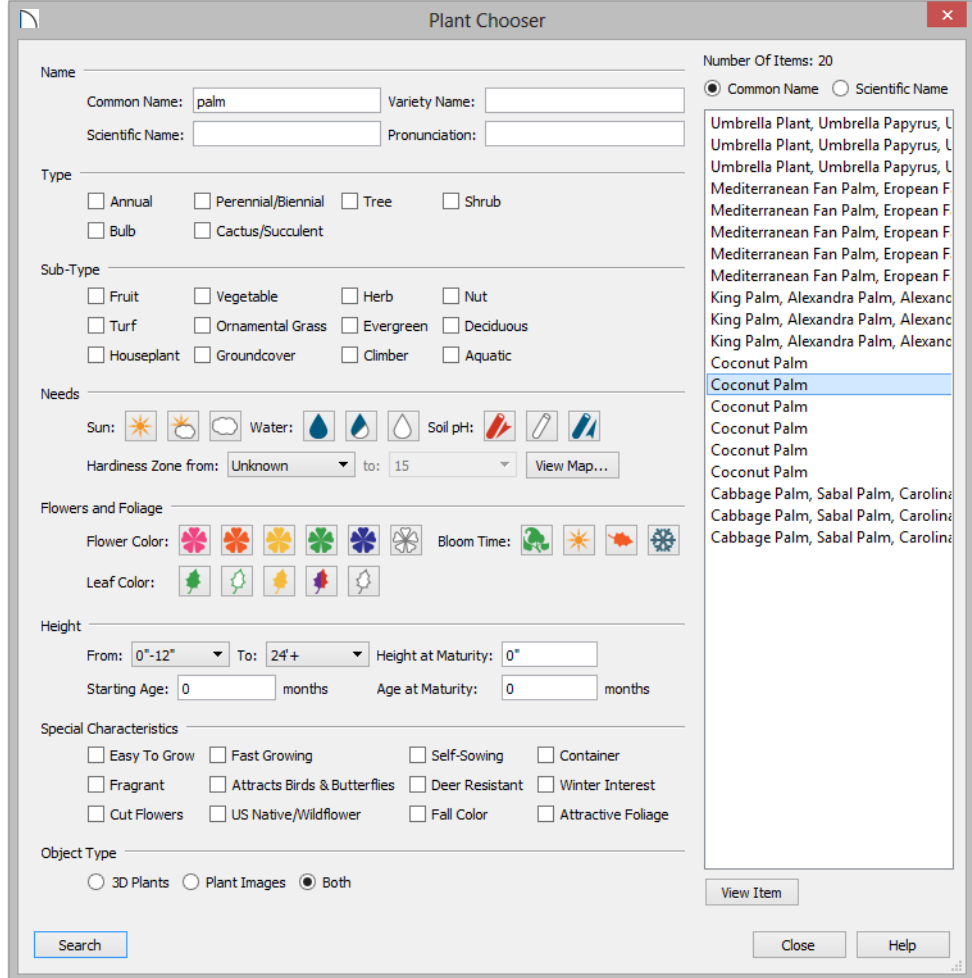 Plant Chooser
Name
Common Name: palm Variety Name:
Scientific Name: Pronunciation:
Type
Annual Perennial/Biennial Tree Shrub
Bulb Cactus/Succulent
Sub-Type
Fruit Vegetable Herb Nut
Turf Ornamental Grass Evergreen Deciduous
Houseplant Groundcover Climber Aquatic
Needs
Sun: Water: Soil pH:
Hardiness Zone from: Unknown to: 15 View Map...
Flowers and Foliage
Flower Color: Bloom Time:
Leaf Color:
Height
From: 0"-12" To: 24'+ Height at Maturity: 0"
Starting Age: 0 months Age at Maturity: 0 months
Special Characteristics
Easy To Grow Fast Growing Self-Sowing Container
Fragrant Attracts Birds & Butterflies Deer Resistant Winter Interest
Cut Flowers US Native/Wildflower Fall Color Attractive Foliage
Object Type
3D Plants Plant Images Both
Search
Number Of Items: 20
Common Name Scientific Name
Umbrella Plant, Umbrella Papyrus, U
Umbrella Plant, Umbrella Papyrus, U
Umbrella Plant, Umbrella Papyrus, U
Mediterranean Fan Palm, Eropean F
Mediterranean Fan Palm, Eropean F
Mediterranean Fan Palm, Eropean F
Mediterranean Fan Palm, Eropean F
Mediterranean Fan Palm, Eropean F
King Palm, Alexandra Palm, Alexanc
King Palm, Alexandra Palm, Alexanc
King Palm, Alexandra Palm, Alexanc
Coconut Palm
Coconut Palm
Coconut Palm
Coconut Palm
Coconut Palm
Coconut Palm
Cabbage Palm, Sabal Palm, Carolina
Cabbage Palm, Sabal Palm, Carolina
Cabbage Palm, Sabal Palm, Carolina
View Item
Close Help